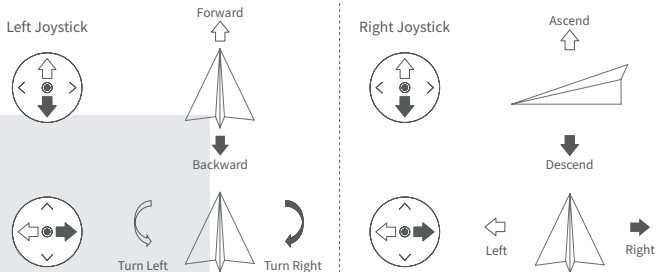 Left Joystick
Forward
Backward
Turn Left
Turn Right
Right Joystick
Ascend
Descend
Left
Right